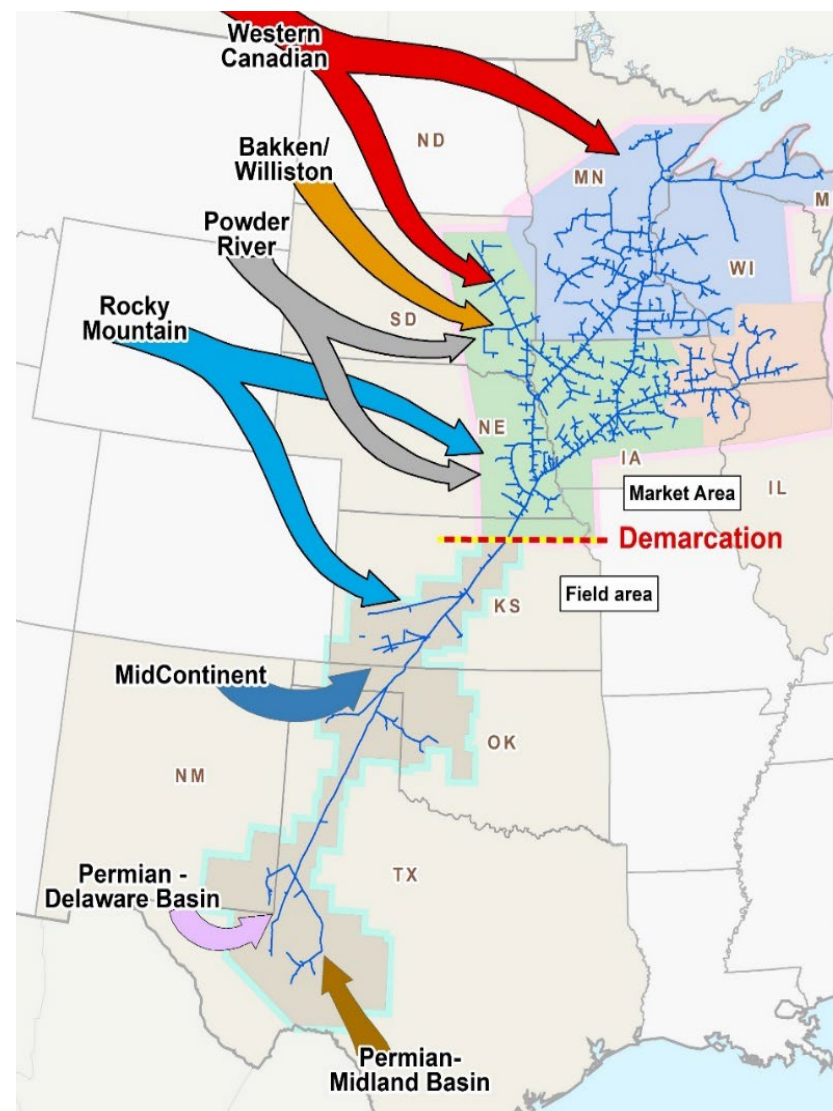 Western
Canadian
ND
Bakken/
Williston
MN
M
Powder
River
WI
Rocky
Mountain
SD
NE
IA
Market Area
IL
Demarcation
Field area
KS
MidContinent
OK
NM
TX
Permian -
Delaware Basin
Permian-
Midland Basin